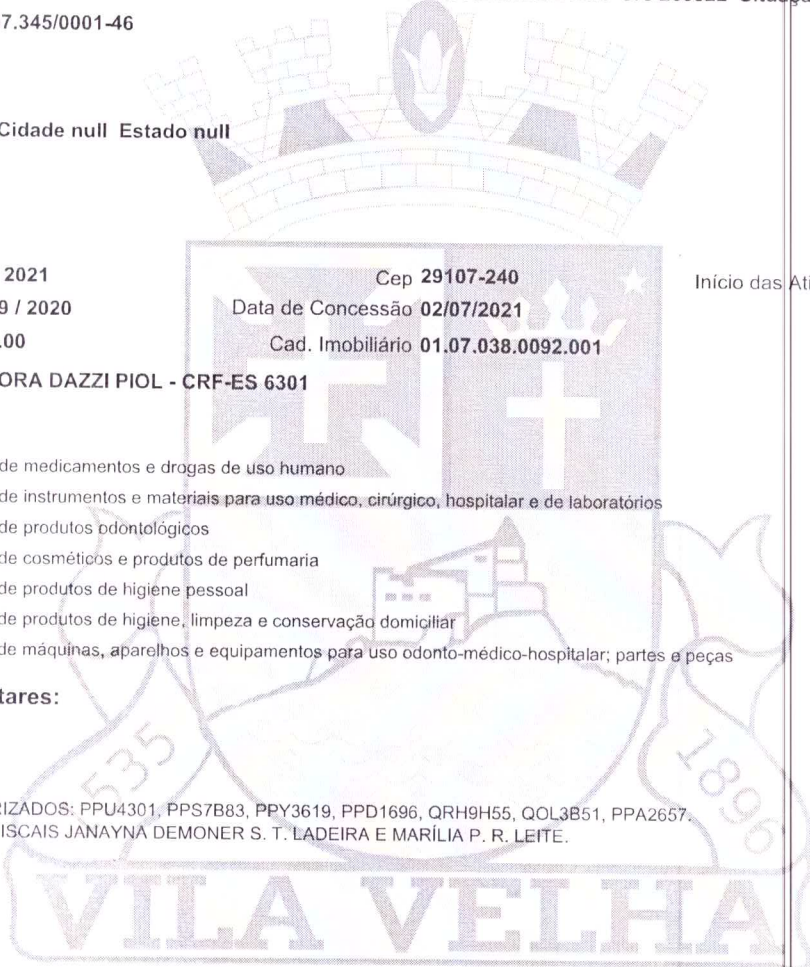 7.345/0001-46
Cidade null Estado null
2021 Cep 29107-240 Início das Ati
9 / 2020 Data de Concessão 02/07/2021
.00 Cad. Imobiliário 01.07.038.0092.001
ORA DAZZI PIOL - CRF-ES 6301
de medicamentos e drogas de uso humano
de instrumentos e materiais para uso médico, cirúrgico, hospitalar e de laboratórios
de produtos odontológicos
de cosméticos e produtos de perfumaria
de produtos de higiene pessoal
de produtos de higiene, limpeza e conservação domiciliar
de máquinas, aparelhos e equipamentos para uso odonto-médico-hospitalar; partes e peças
tares:
535 1896
IZADOS: PPU4301, PPS7B83, PPY3619, PPD1696, QRH9H55, QOL3B51, PPA2657.
ISCAIS JANAYNA DEMONER S. T. LADEIRA E MARÍLIA P. R. LEITE.
VILA VELHA